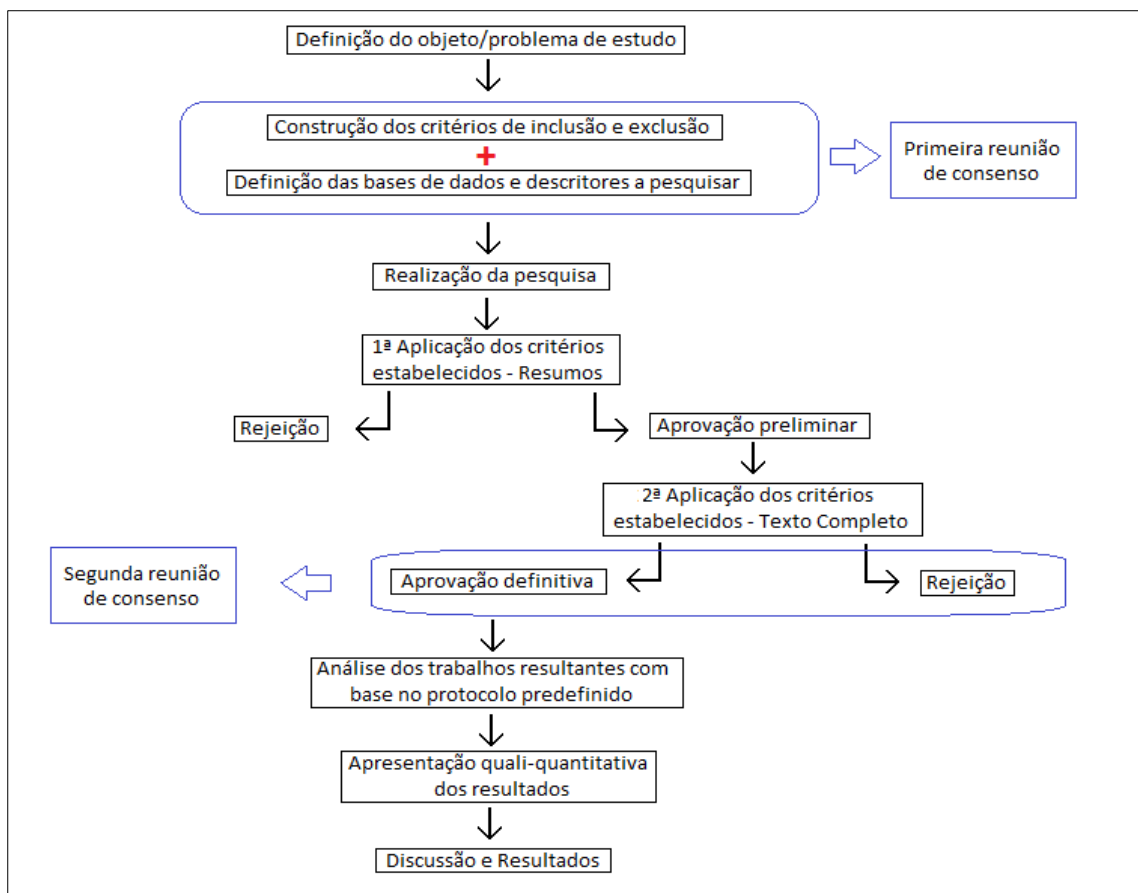 Definição do objeto/problema de estudo
Construção dos critérios de inclusão e exclusão
+
Definição das bases de dados e descritores a pesquisar
Primeira reunião
de consenso
Realização da pesquisa
1ª Aplicação dos critérios
estabelecidos - Resumos
Rejeição
Aprovação preliminar
2ª Aplicação dos critérios
estabelecidos - Texto Completo
Segunda reunião
de consenso
Aprovação definitiva
Rejeição
Análise dos trabalhos resultantes com
base no protocolo predefinido
Apresentação quali-quantitativa
dos resultados
Discussão e Resultados